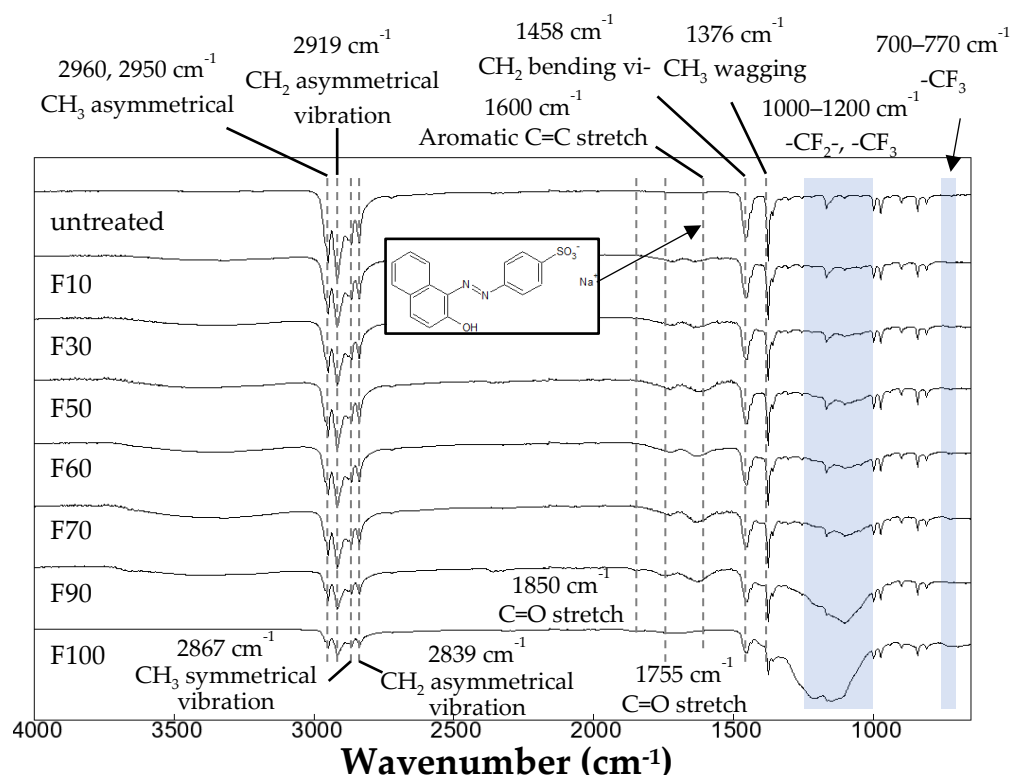 2960, 2950 cm⁻¹
CH₃ asymmetrical
2919 cm⁻¹
CH₂ asymmetrical
vibration
1458 cm⁻¹
CH₂ bending vi-
1376 cm⁻¹
CH₃ wagging
700–770 cm⁻¹
-CF₃
1600 cm⁻¹
Aromatic C=C stretch
1000–1200 cm⁻¹
-CF₂-, -CF₃
untreated
F10
F30
F50
F60
F70
F90
F100
N
N
OH
SO₃⁻
Na⁺
1850 cm⁻¹
C=O stretch
2867 cm⁻¹
CH₃ symmetrical
vibration
2839 cm⁻¹
CH₂ asymmetrical
vibration
1755 cm⁻¹
C=O stretch
4000 3000 2000 1500 1000
Wavenumber (cm⁻¹)